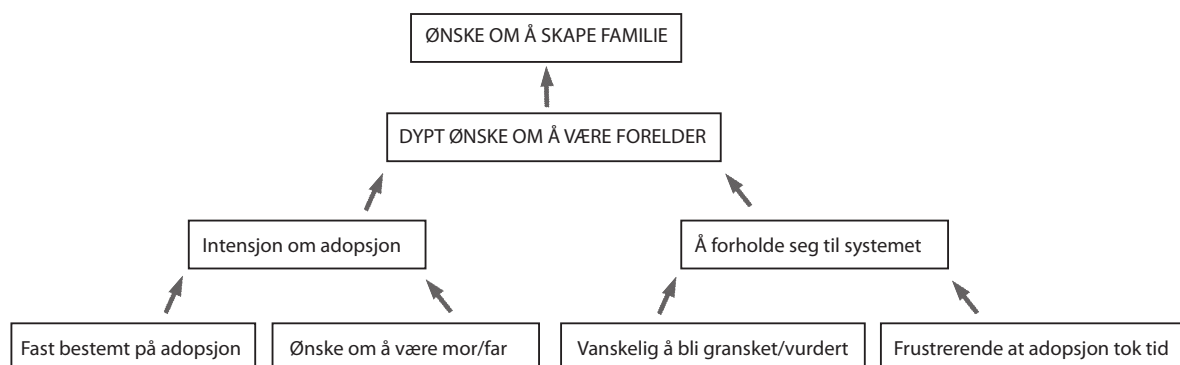 ØNSKE OM Å SKAPE FAMILIE
DYPT ØNSKE OM Å VÆRE FORELDER
Intensjon om adopsjon
Å forholde seg til systemet
Fast bestemt på adopsjon
Ønske om å være mor/far
Vanskelig å bli gransket/vurdert
Frustrerende at adopsjon tok tid